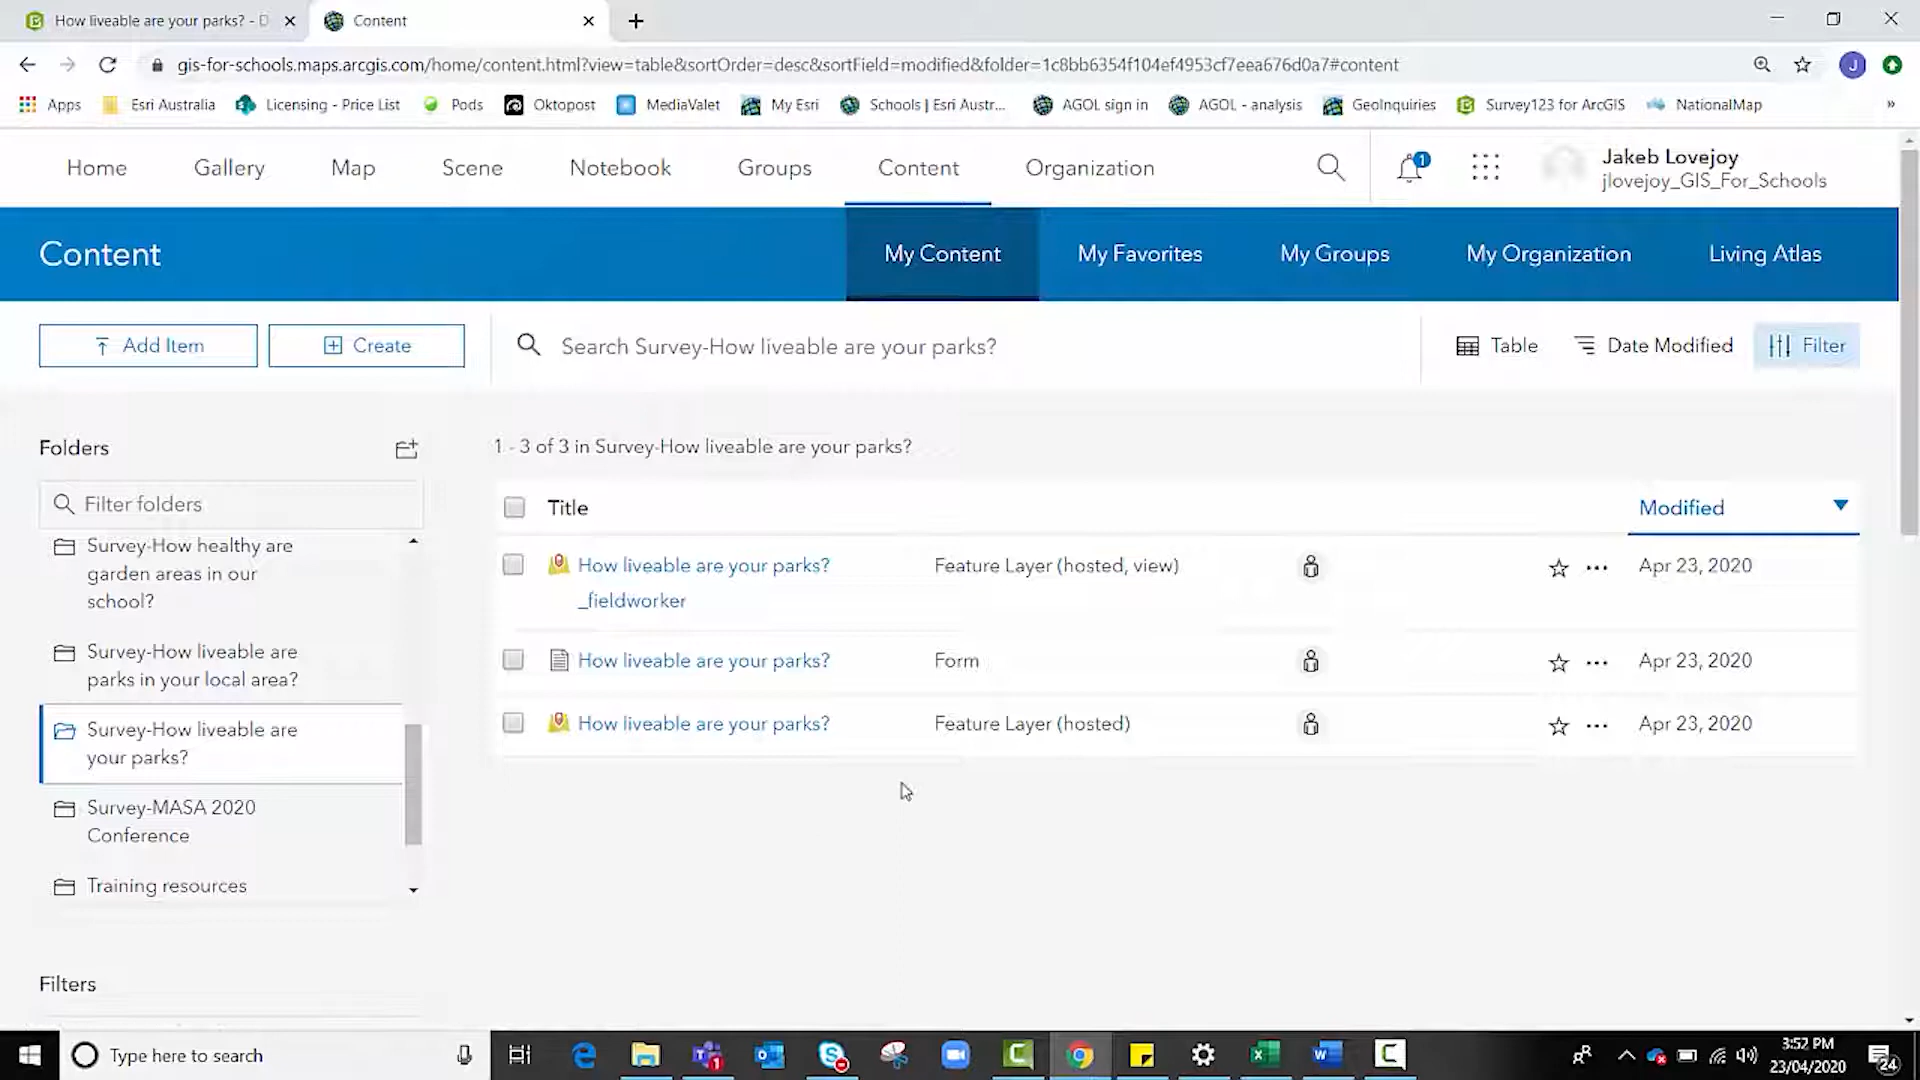 How liveable are your parks? - D
Content
gis-for-schools.maps.arcgis.com/home/content.html?view=table&sortOrder=desc&sortField=modified&folder=1c8bb6354f104ef4953cf7eea676d0a7#content
J
Apps
Esri Australia
Licensing - Price List
Pods
Oktopost
MediaValet
My Esri
Schools | Esri Austr...
AGOL sign in
AGOL - analysis
GeoInquiries
Survey123 for ArcGIS
NationalMap
»
Home
Gallery
Map
Scene
Notebook
Groups
Content
Organization
1
Jakeb Lovejoy
jlovejoy_GIS_For_Schools
Content
My Content
My Favorites
My Groups
My Organization
Living Atlas
Add Item
Create
Search Survey-How liveable are your parks?
Table
Date Modified
Filter
Folders
Filter folders
Survey-How healthy are
garden areas in our
school?
Survey-How liveable are
parks in your local area?
Survey-How liveable are
your parks?
Survey-MASA 2020
Conference
Training resources
Filters
1 - 3 of 3 in Survey-How liveable are your parks?
Title
Modified
How liveable are your parks?
_fieldworker
Feature Layer (hosted, view)
Apr 23, 2020
How liveable are your parks?
Form
Apr 23, 2020
How liveable are your parks?
Feature Layer (hosted)
Apr 23, 2020
Type here to search
3:52 PM
23/04/2020
24